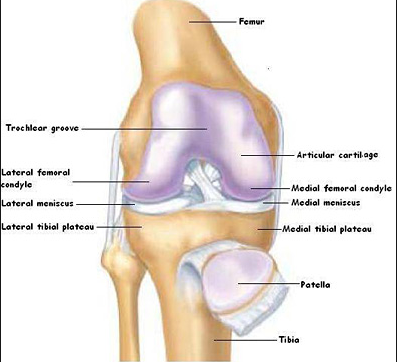 Femur
Trochlear groove
Articular cartilage
Lateral femoral
condyle
Medial femoral condyle
Lateral meniscus
Medial meniscus
Lateral tibial plateau
Medial tibial plateau
Patella
Tibia